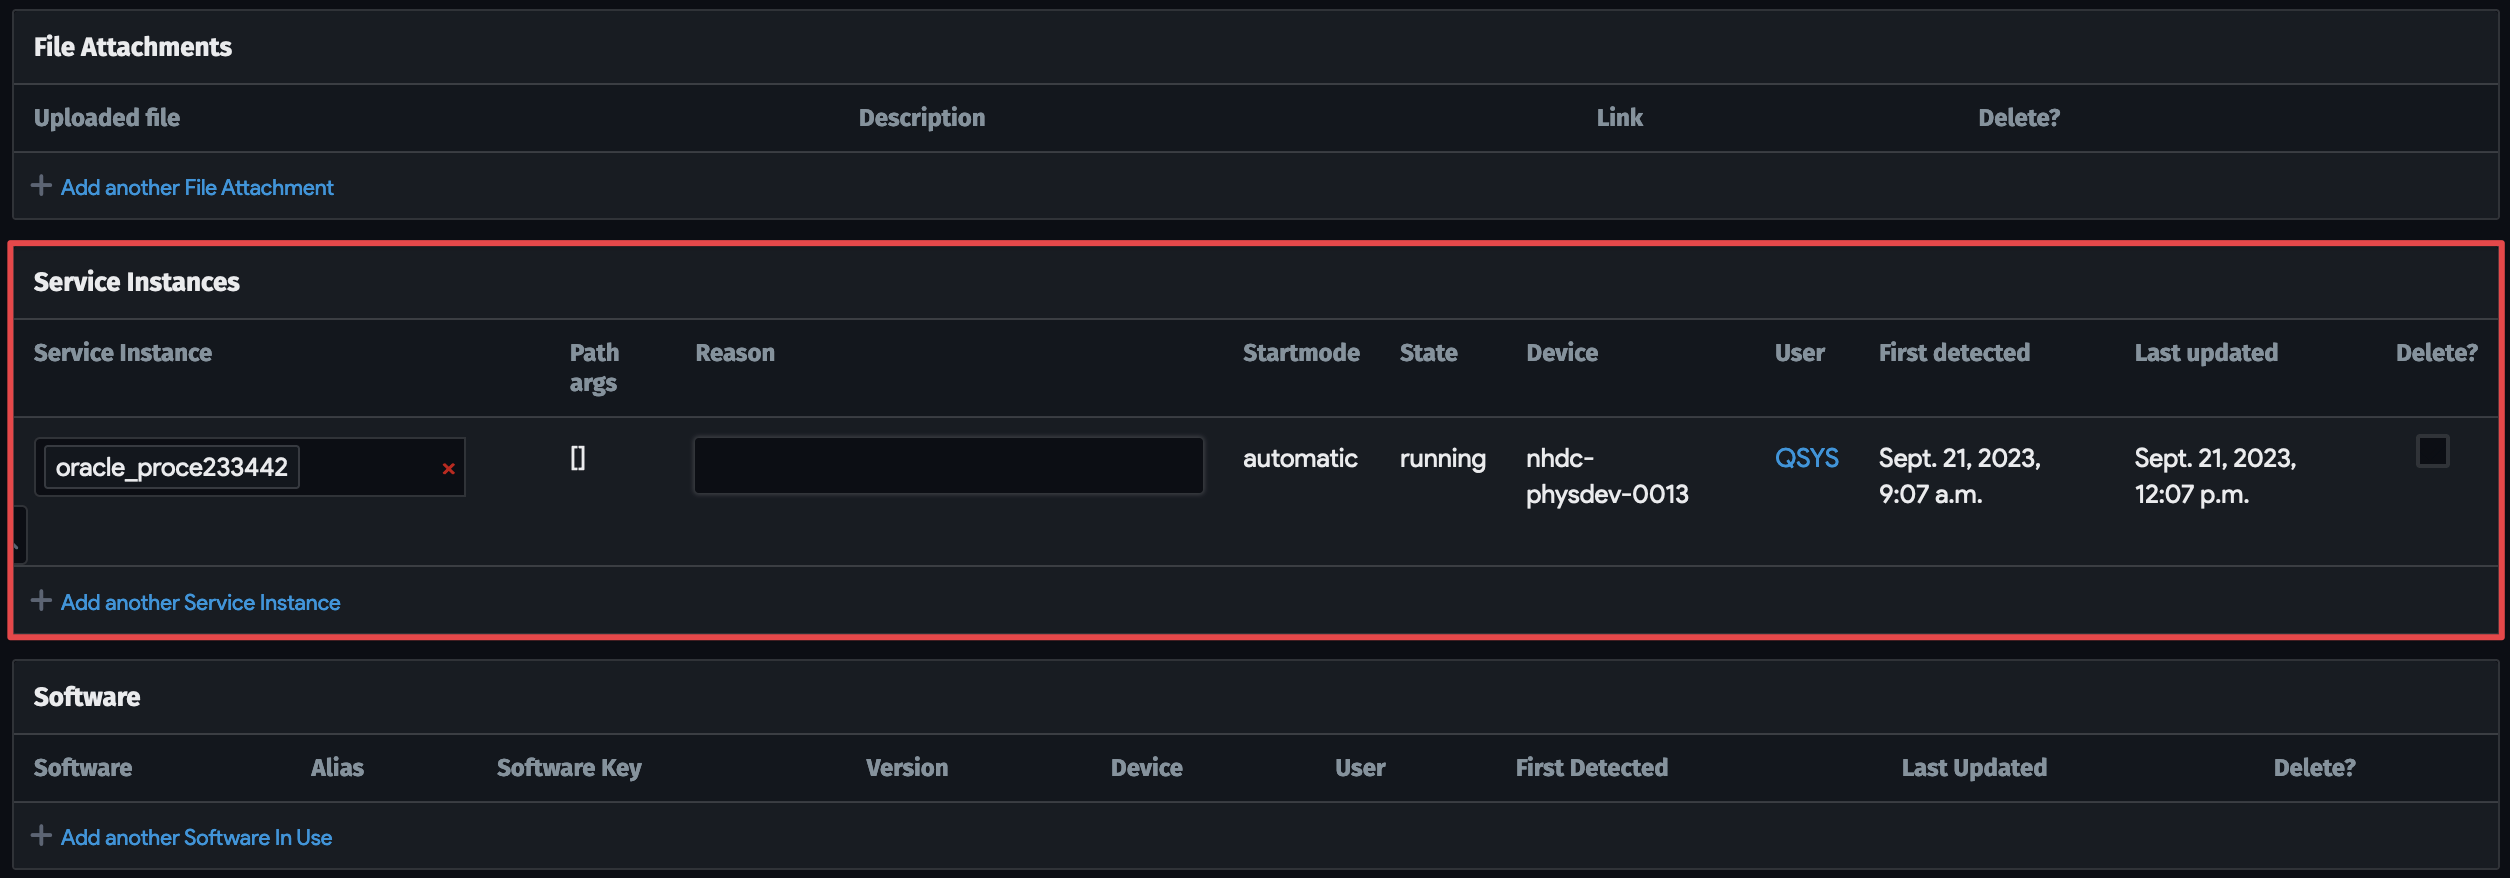 File Attachments
Uploaded file Description Link Delete?
Add another File Attachment
Service Instances
Service Instance Path args Reason Startmode State Device User First detected Last updated Delete?
oracle_proce233442 × [] automatic running nhdc-physdev-0013 QSYS Sept. 21, 2023, 9:07 a.m. Sept. 21, 2023, 12:07 p.m.
Add another Service Instance
Software
Software Alias Software Key Version Device User First Detected Last Updated Delete?
Add another Software In Use